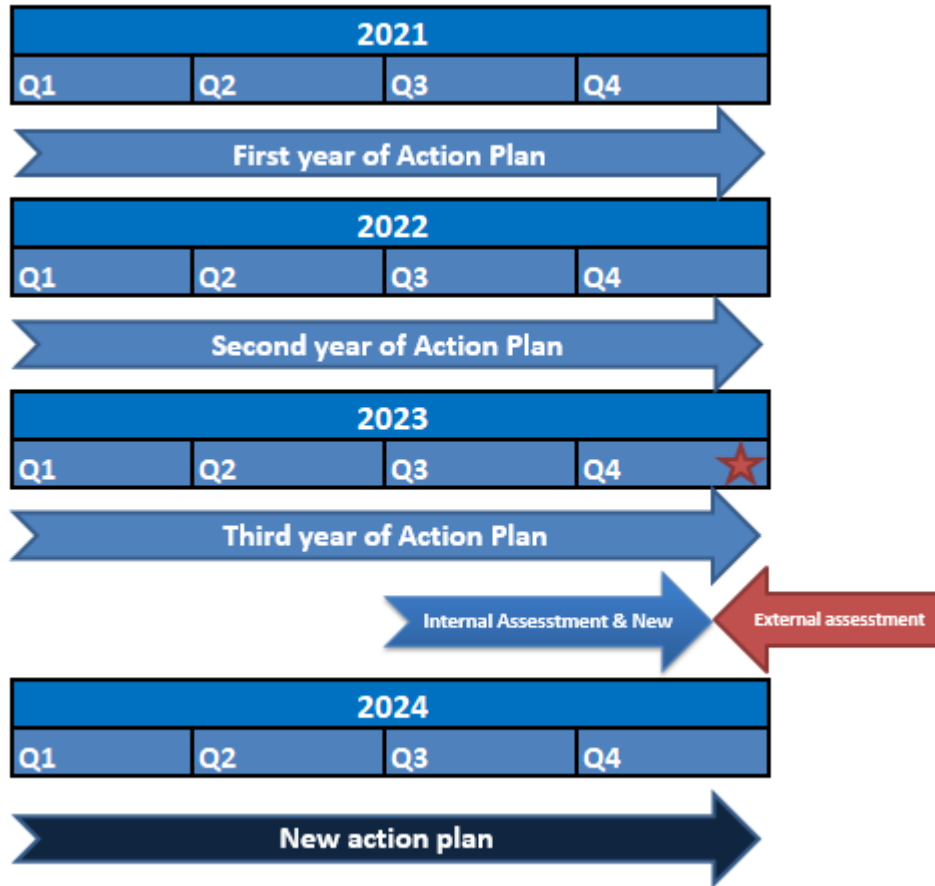 2021
Q1 Q2 Q3 Q4
First year of Action Plan
2022
Q1 Q2 Q3 Q4
Second year of Action Plan
2023
Q1 Q2 Q3 Q4
Third year of Action Plan
Internal Assesstment & New
External assesstment
2024
Q1 Q2 Q3 Q4
New action plan